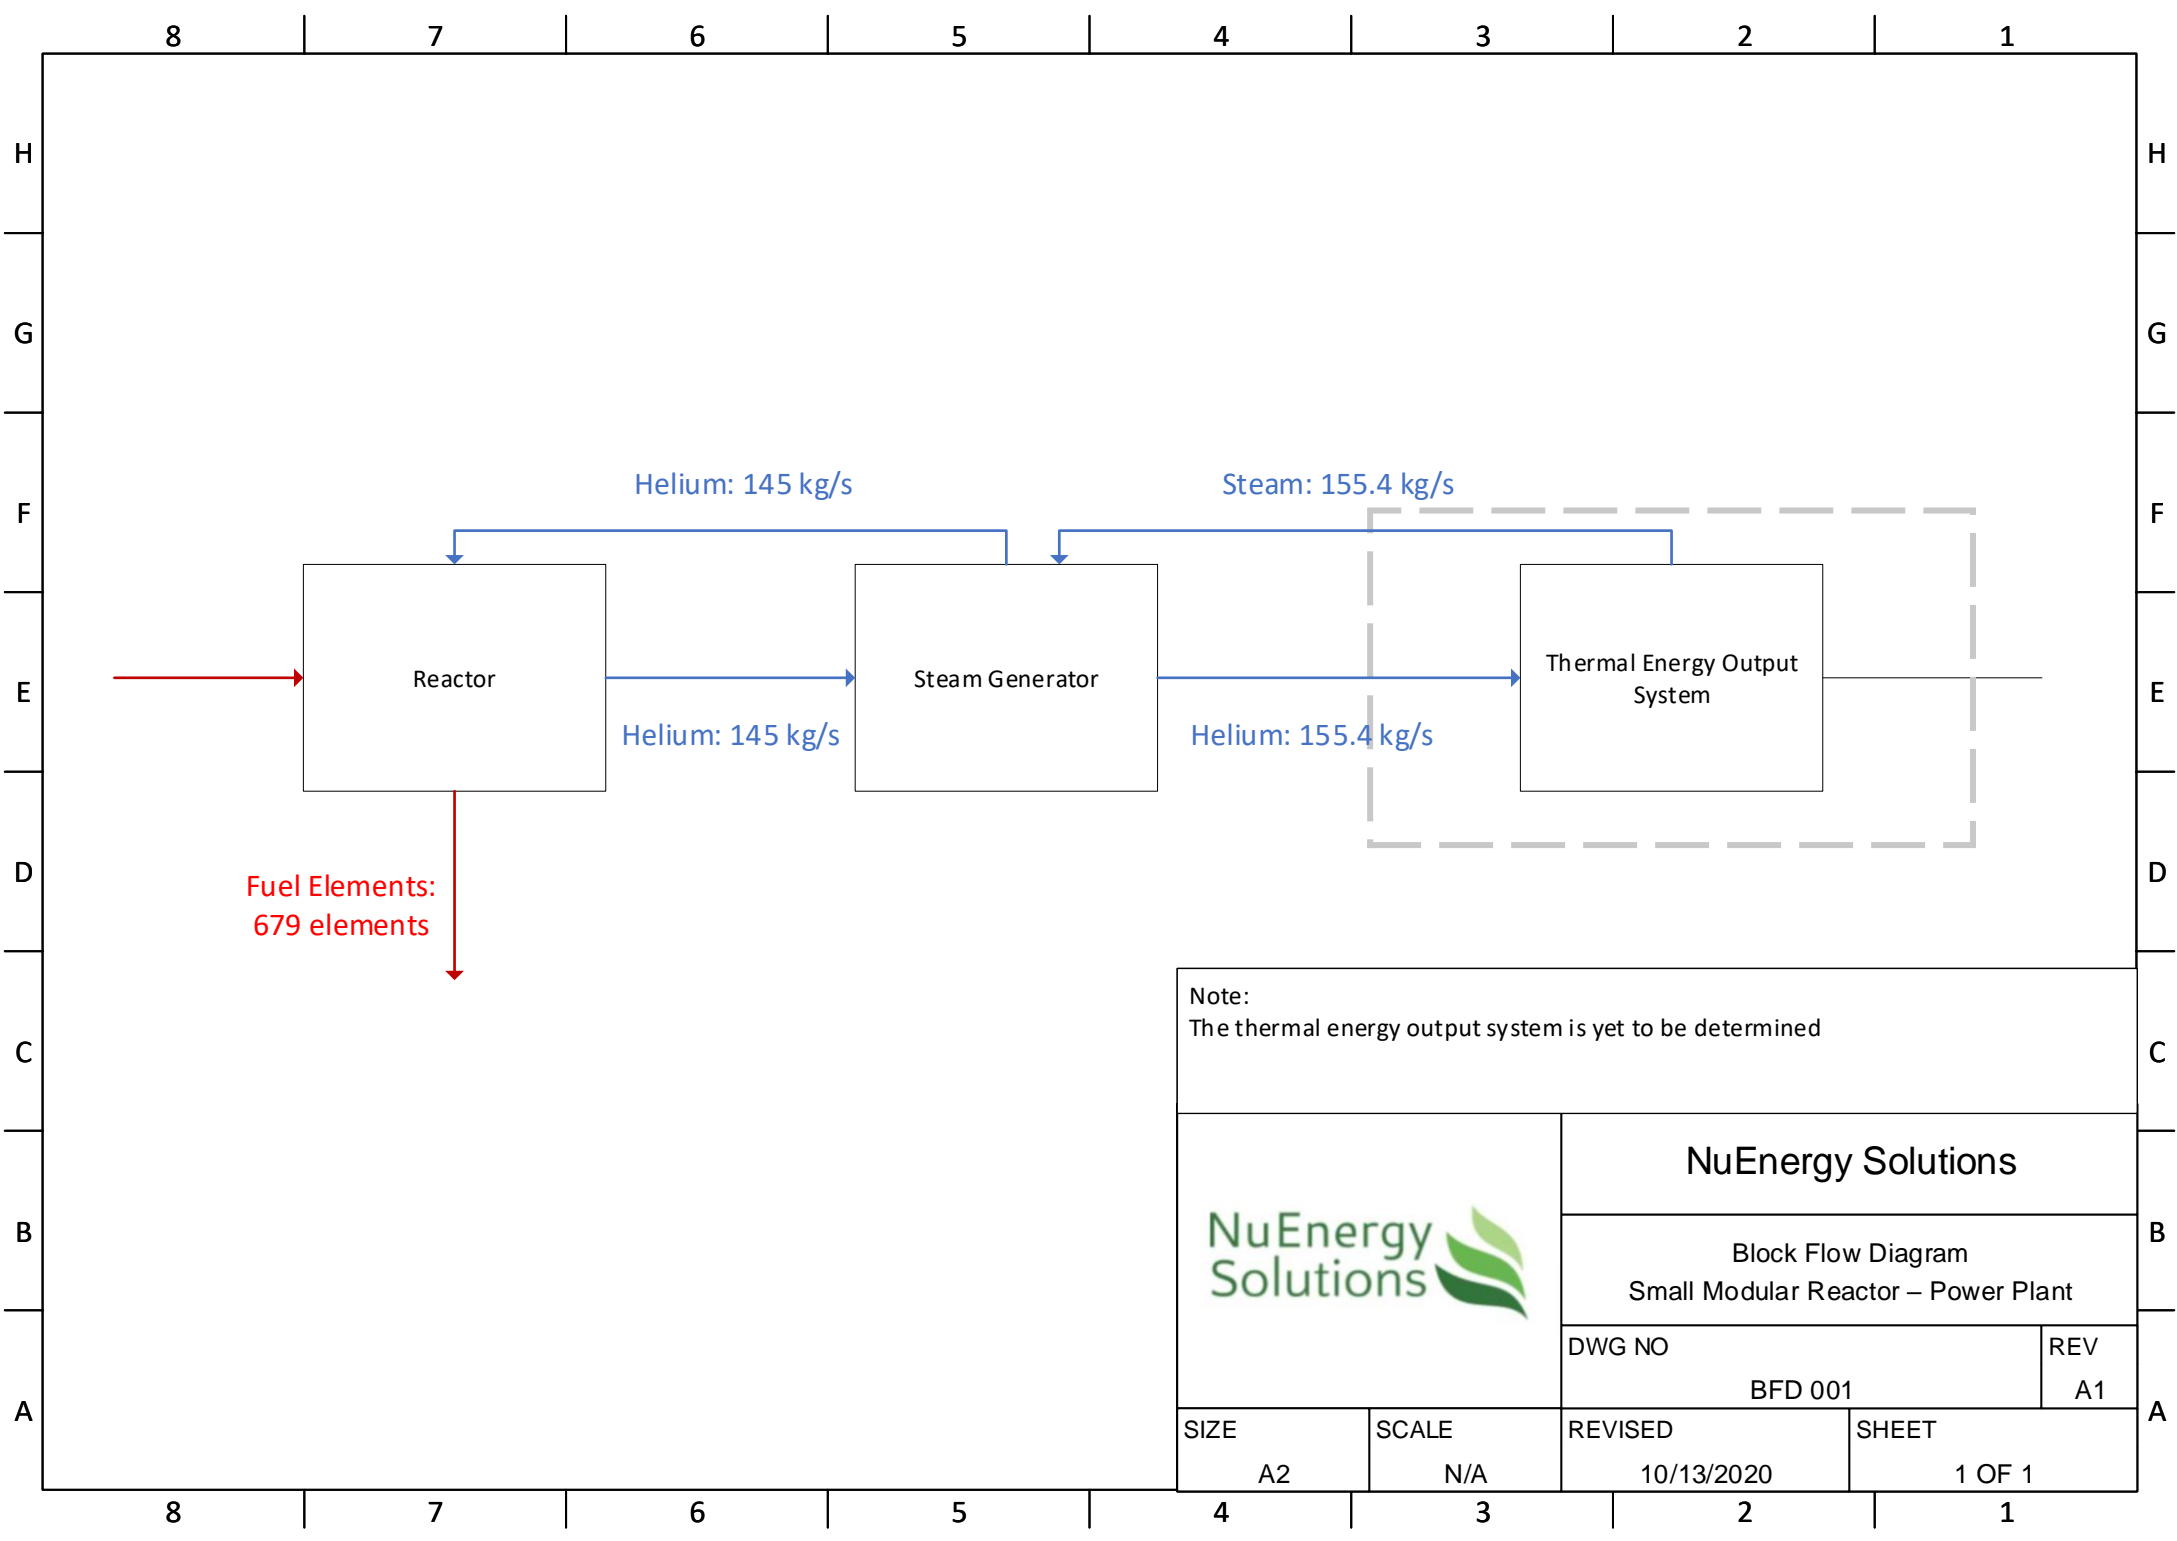 8 7 6 5 4 3 2 1
H H
G G
Helium: 145 kg/s Steam: 155.4 kg/s
F F
Reactor
Steam Generator
Thermal Energy Output
System
E E
Helium: 145 kg/s Helium: 155.4 kg/s
D D
Fuel Elements:
679 elements
Note:
The thermal energy output system is yet to be determined
C C
NuEnergy Solutions
NuEnergy
Solutions
B B
Block Flow Diagram
Small Modular Reactor – Power Plant
DWG NO
BFD 001
REV
A1
A A
SIZE
A2
SCALE
N/A
REVISED
10/13/2020
SHEET
1 OF 1
8 7 6 5 4 3 2 1